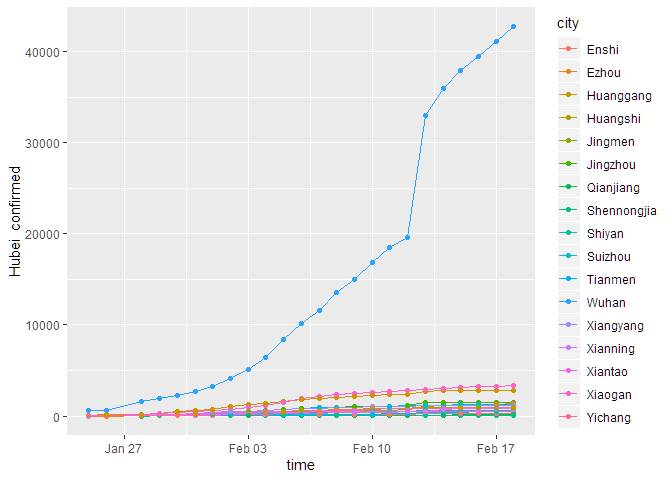 city
Enshi
Ezhou
Huanggang
Huangshi
Jingmen
Jingzhou
Qianjiang
Shennongjia
Shiyan
Suizhou
Tianmen
Wuhan
Xiangyang
Xianning
Xiantao
Xiaogan
Yichang
Hubei_confirmed
40000
30000
20000
10000
0
Jan 27 Feb 03 Feb 10 Feb 17
time